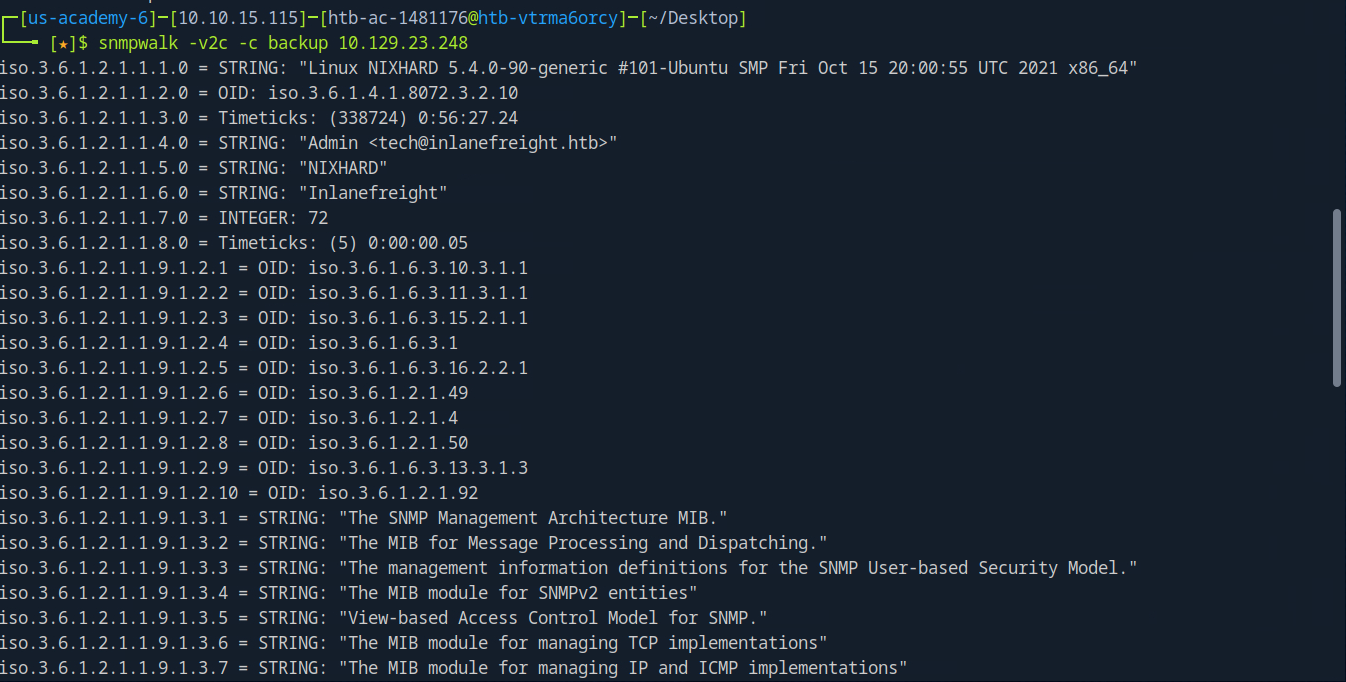 [us-academy-6]─[10.10.15.115]─[htb-ac-1481176@htb-vtrma6orcy]─[~/Desktop]
[★]$ snmpwalk -v2c -c backup 10.129.23.248
iso.3.6.1.2.1.1.1.0 = STRING: "Linux NIXHARD 5.4.0-90-generic #101-Ubuntu SMP Fri Oct 15 20:00:55 UTC 2021 x86_64"
iso.3.6.1.2.1.1.2.0 = OID: iso.3.6.1.4.1.8072.3.2.10
iso.3.6.1.2.1.1.3.0 = Timeticks: (338724) 0:56:27.24
iso.3.6.1.2.1.1.4.0 = STRING: "Admin <tech@inlanefreight.htb>"
iso.3.6.1.2.1.1.5.0 = STRING: "NIXHARD"
iso.3.6.1.2.1.1.6.0 = STRING: "Inlanefreight"
iso.3.6.1.2.1.1.7.0 = INTEGER: 72
iso.3.6.1.2.1.1.8.0 = Timeticks: (5) 0:00:00.05
iso.3.6.1.2.1.1.9.1.2.1 = OID: iso.3.6.1.6.3.10.3.1.1
iso.3.6.1.2.1.1.9.1.2.2 = OID: iso.3.6.1.6.3.11.3.1.1
iso.3.6.1.2.1.1.9.1.2.3 = OID: iso.3.6.1.6.3.15.2.1.1
iso.3.6.1.2.1.1.9.1.2.4 = OID: iso.3.6.1.6.3.1
iso.3.6.1.2.1.1.9.1.2.5 = OID: iso.3.6.1.6.3.16.2.2.1
iso.3.6.1.2.1.1.9.1.2.6 = OID: iso.3.6.1.2.1.49
iso.3.6.1.2.1.1.9.1.2.7 = OID: iso.3.6.1.2.1.4
iso.3.6.1.2.1.1.9.1.2.8 = OID: iso.3.6.1.2.1.50
iso.3.6.1.2.1.1.9.1.2.9 = OID: iso.3.6.1.6.3.13.3.1.3
iso.3.6.1.2.1.1.9.1.2.10 = OID: iso.3.6.1.2.1.92
iso.3.6.1.2.1.1.9.1.3.1 = STRING: "The SNMP Management Architecture MIB."
iso.3.6.1.2.1.1.9.1.3.2 = STRING: "The MIB for Message Processing and Dispatching."
iso.3.6.1.2.1.1.9.1.3.3 = STRING: "The management information definitions for the SNMP User-based Security Model."
iso.3.6.1.2.1.1.9.1.3.4 = STRING: "The MIB module for SNMPv2 entities"
iso.3.6.1.2.1.1.9.1.3.5 = STRING: "View-based Access Control Model for SNMP."
iso.3.6.1.2.1.1.9.1.3.6 = STRING: "The MIB module for managing TCP implementations"
iso.3.6.1.2.1.1.9.1.3.7 = STRING: "The MIB module for managing IP and ICMP implementations"